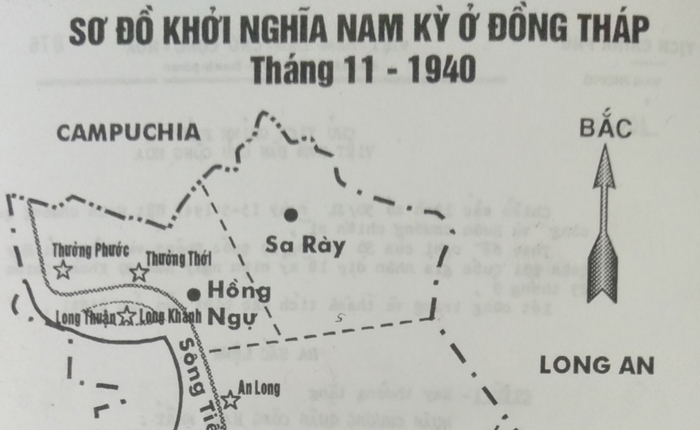 SƠ ĐỒ KHỞI NGHĨA NAM KỲ Ở ĐỒNG THÁP
Tháng 11 - 1940
CAMPUCHIA
BẮC
Sa Rày
Thường Phước
Thường Thới
Hồng
Ngự
Long Thuận
Long Khánh
S
LONG AN
Sông Tiề
An Long